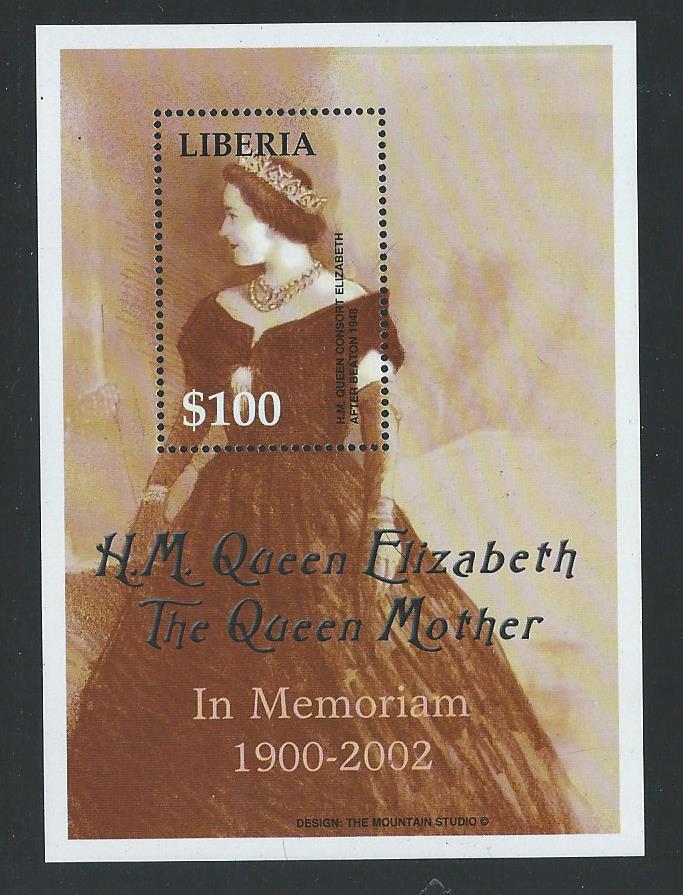 LIBERIA
H.M. QUEEN CONSORT ELIZABETH
AFTER BEATON 1948
$100
H.M. Queen Elizabeth
The Queen Mother
In Memoriam
1900-2002
DESIGN: THE MOUNTAIN STUDIO ©